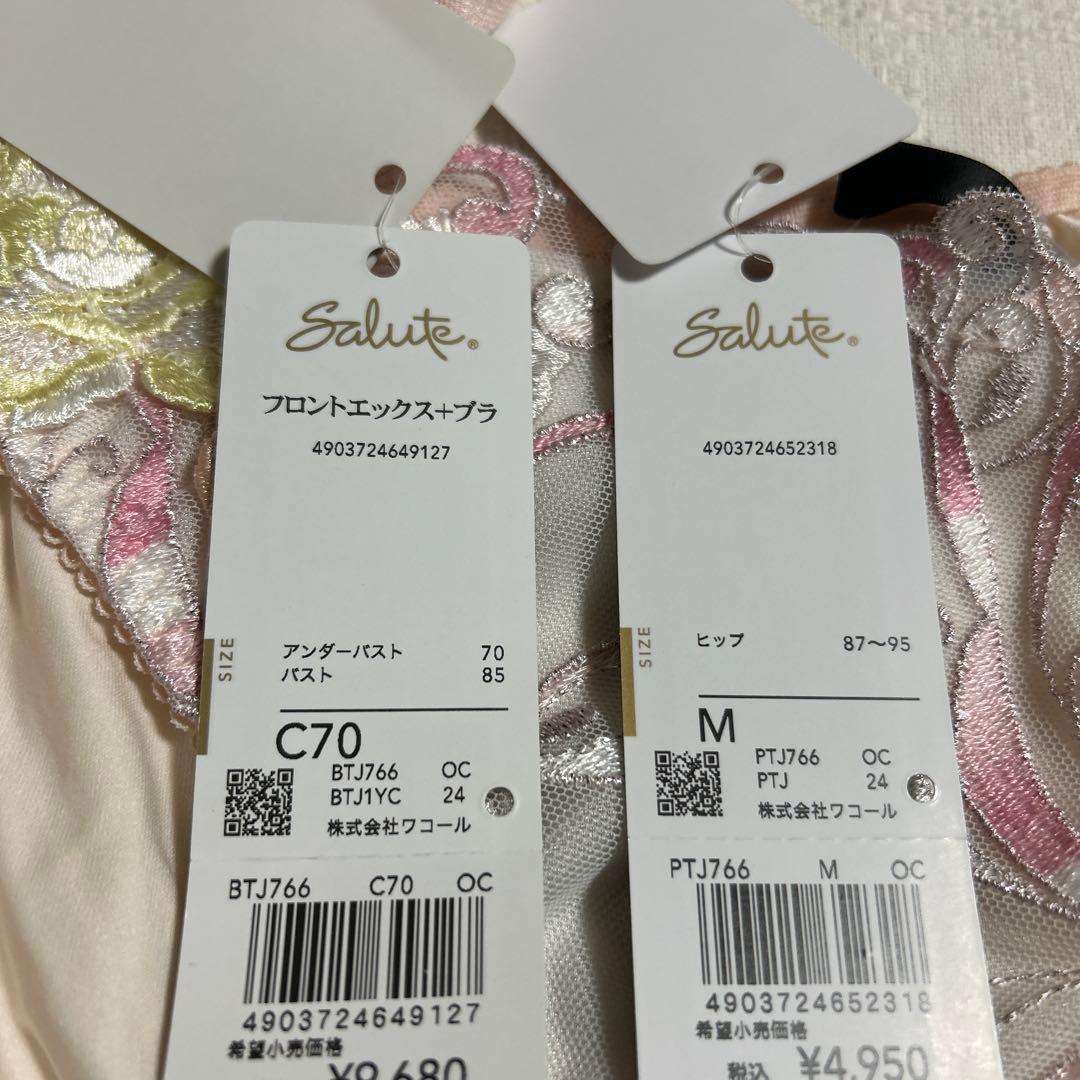 Salute®
フロントエックス+ブラ
4903724649127
SIZE
アンダーバスト 70
バスト 85
C70
BTJ766 OC
BTJ1YC 24
株式会社ワコール
BTJ766 C70 OC
4903724649127
希望小売価格
¥9,680
Salute®
4903724652318
SIZE
ヒップ 87〜95
M
PTJ766 OC
PTJ 24
株式会社ワコール
PTJ766 M OC
4903724652318
希望小売価格
税込 ¥4,950